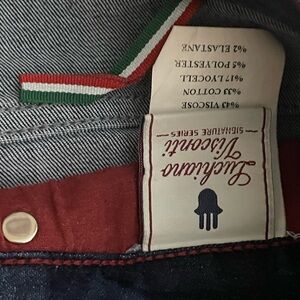 Luchiano
Visconti
SIGNATURE SERIES
%43 VISCOSE
%33 COTTON
%17 LYOCELL
%5 POLYESTER
%2 ELASTANE